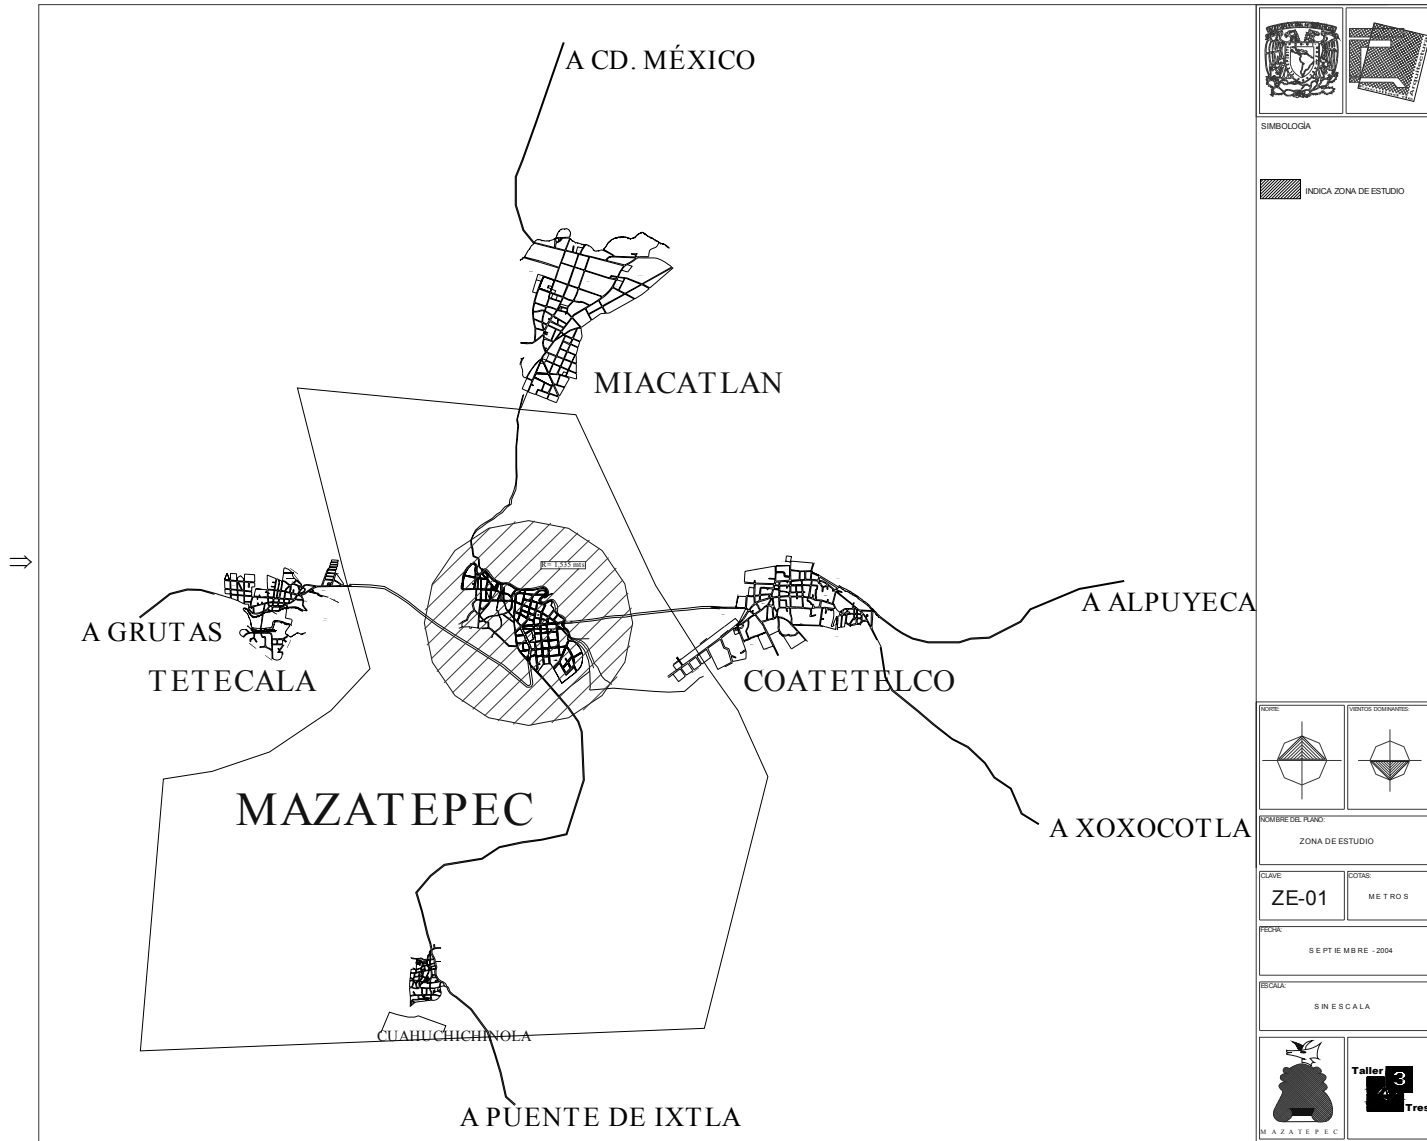 A CD. MÉXICO
MIACATLAN
R= 1,535 mts
A GRUTAS
TETECALA
A ALPUYECA
COATETELCO
MAZATEPEC
A XOXOCOTLA
CUAHUCHICHINOLA
A PUENTE DE IXTLA
SIMBOLOGÍA
INDICA ZONA DE ESTUDIO
NORTE:
VIENTOS DOMINANTES:
NOMBRE DEL PLANO:
ZONA DE ESTUDIO
CLAVE:
ZE-01
COTAS:
METROS
FECHA:
SEPTIEMBRE - 2004
ESCALA:
SIN ESCALA
MAZATEPEC
Taller
3
Tres